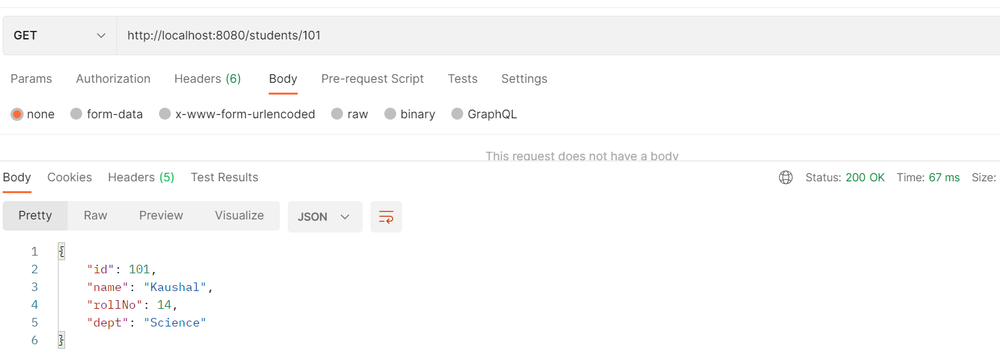 GET http://localhost:8080/students/101
Params Authorization Headers (6) Body Pre-request Script Tests Settings
none form-data x-www-form-urlencoded raw binary GraphQL
This request does not have a body
Body Cookies Headers (5) Test Results Status: 200 OK Time: 67 ms Size:
Pretty Raw Preview Visualize JSON
1 {
2 "id": 101,
3 "name": "Kaushal",
4 "rollNo": 14,
5 "dept": "Science"
6 }